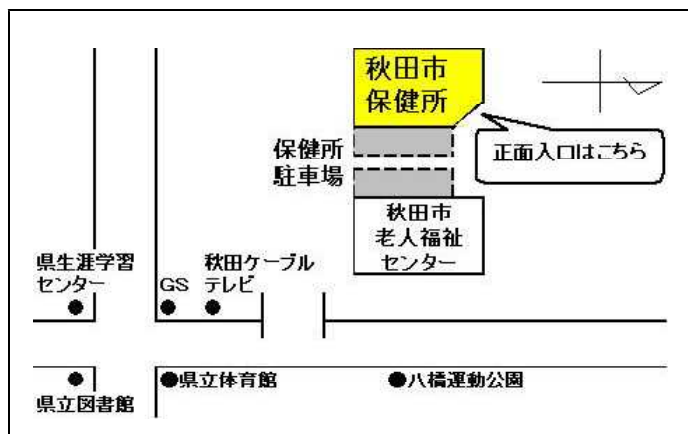 秋田市
保健所
正面入口はこちら
保健所
駐車場
秋田市
老人福祉
センター
県生涯学習
センター
GS
秋田ケーブル
テレビ
県立図書館
県立体育館
八橋運動公園